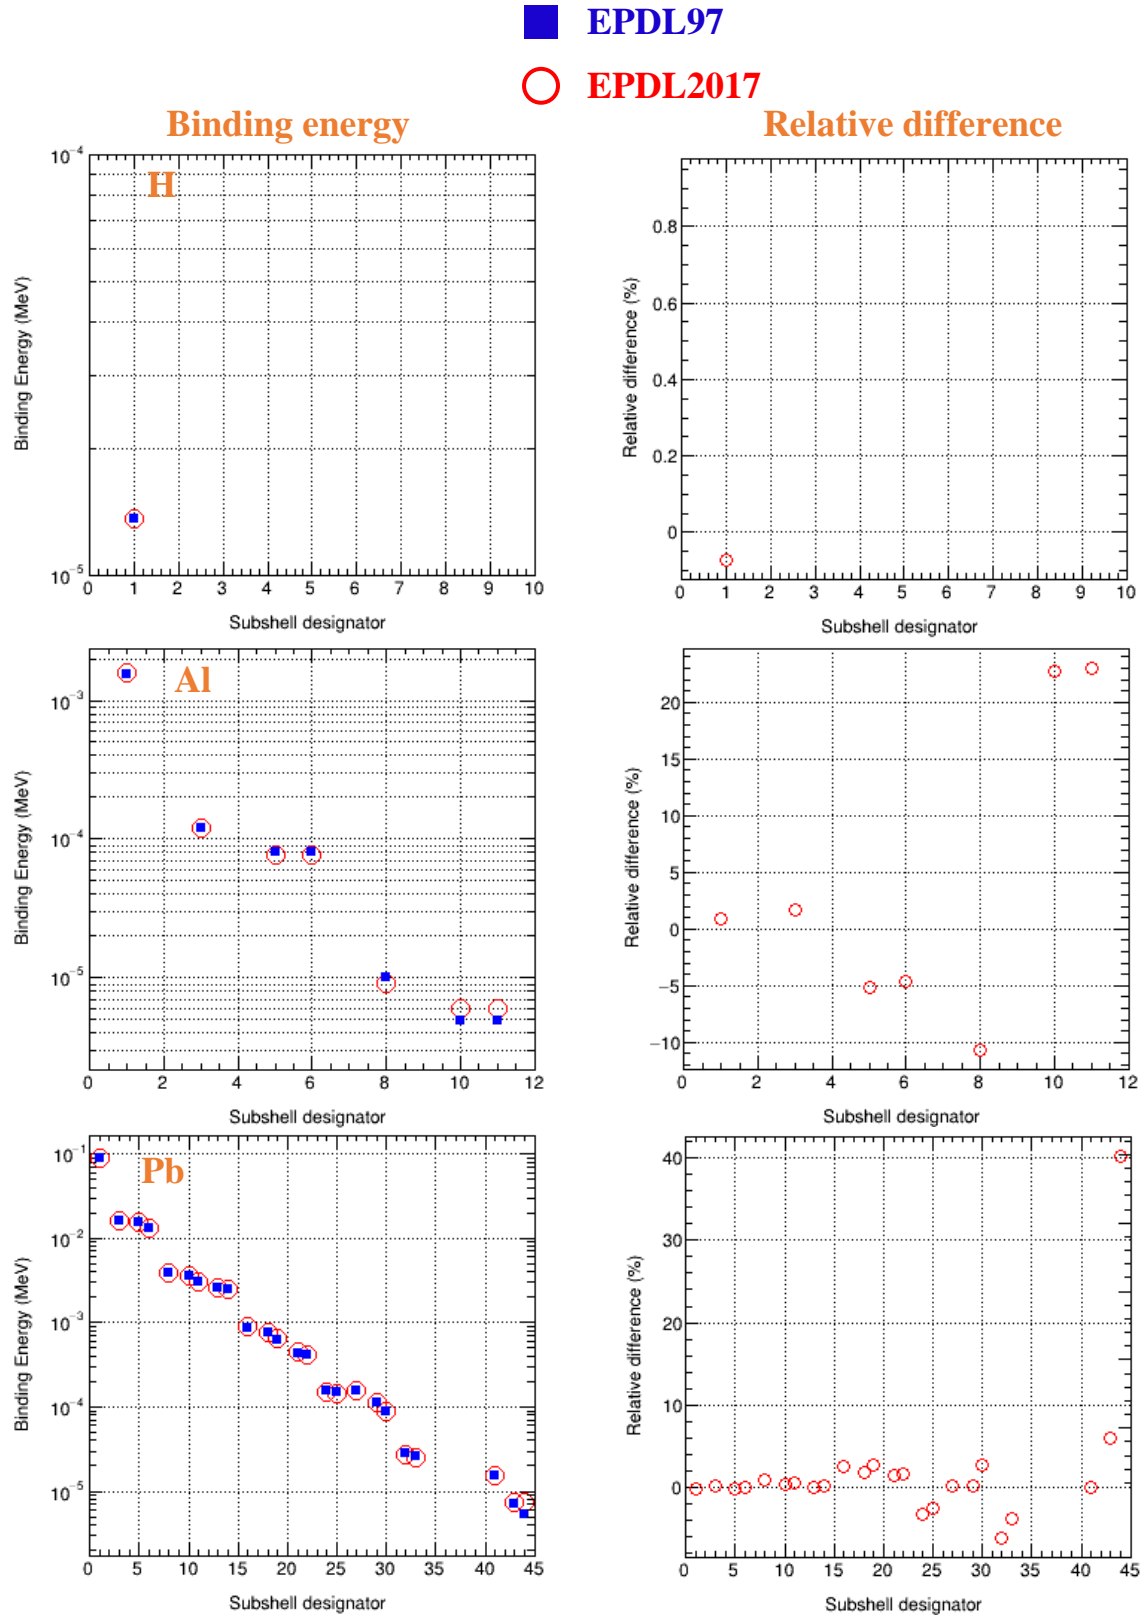 EPDL97
EPDL2017
Binding energy
Relative difference
H
Binding Energy (MeV)
10⁻⁴
10⁻⁵
0 1 2 3 4 5 6 7 8 9 10
Subshell designator
Relative difference (%)
0.8
0.6
0.4
0.2
0
0 1 2 3 4 5 6 7 8 9 10
Subshell designator
Al
Binding Energy (MeV)
10⁻³
10⁻⁴
10⁻⁵
0 2 4 6 8 10 12
Subshell designator
Relative difference (%)
20
15
10
5
0
−5
−10
0 2 4 6 8 10 12
Subshell designator
Pb
Binding Energy (MeV)
10⁻¹
10⁻²
10⁻³
10⁻⁴
10⁻⁵
0 5 10 15 20 25 30 35 40 45
Subshell designator
Relative difference (%)
40
30
20
10
0
0 5 10 15 20 25 30 35 40 45
Subshell designator